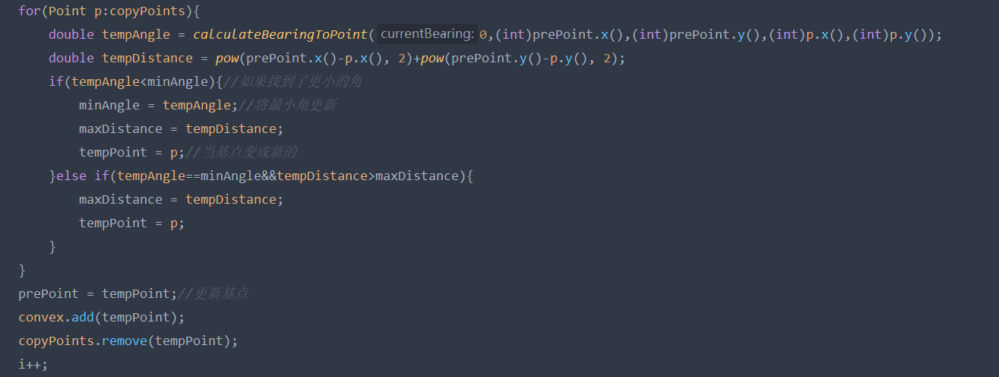 for(Point p:copyPoints){
double tempAngle = calculateBearingToPoint( currentBearing: 0,(int)prePoint.x(),(int)prePoint.y(),(int)p.x(),(int)p.y());
double tempDistance = pow(prePoint.x()-p.x(), 2)+pow(prePoint.y()-p.y(), 2);
if(tempAngle<minAngle){//如果找到了更小的角
minAngle = tempAngle;//将最小角更新
maxDistance = tempDistance;
tempPoint = p;//当基点变成新的
}else if(tempAngle==minAngle&&tempDistance>maxDistance){
maxDistance = tempDistance;
tempPoint = p;
}
}
prePoint = tempPoint;//更新基点
convex.add(tempPoint);
copyPoints.remove(tempPoint);
i++;